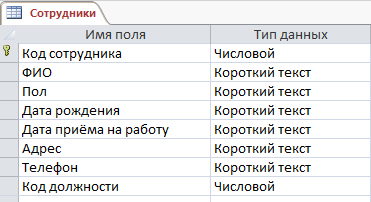 Сотрудники
Имя поля Тип данных
Код сотрудника Числовой
ФИО Короткий текст
Пол Короткий текст
Дата рождения Короткий текст
Дата приёма на работу Короткий текст
Адрес Короткий текст
Телефон Короткий текст
Код должности Числовой